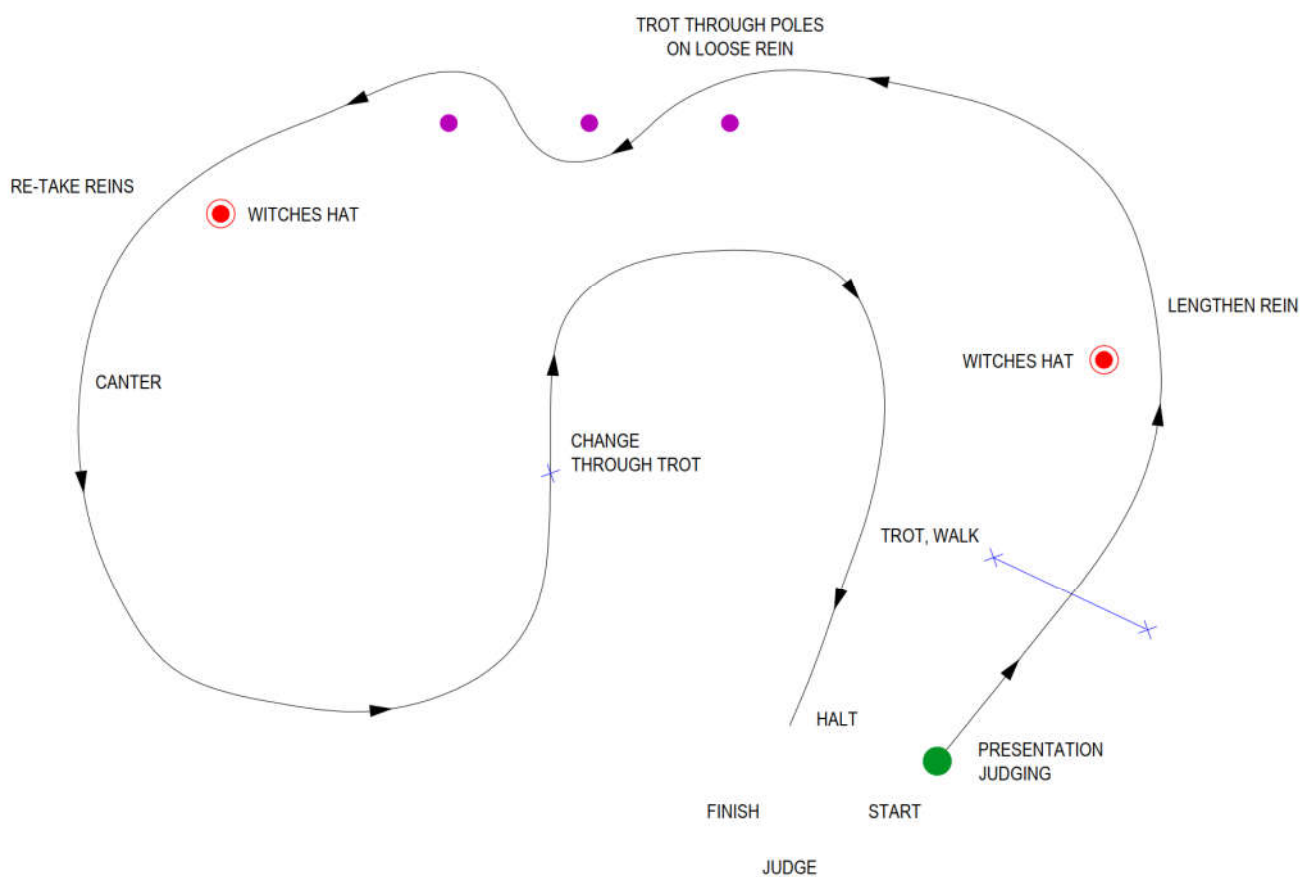 TROT THROUGH POLES
ON LOOSE REIN
RE-TAKE REINS
WITCHES HAT
LENGTHEN REIN
WITCHES HAT
CANTER
CHANGE
THROUGH TROT
TROT, WALK
HALT
PRESENTATION
JUDGING
FINISH
START
JUDGE